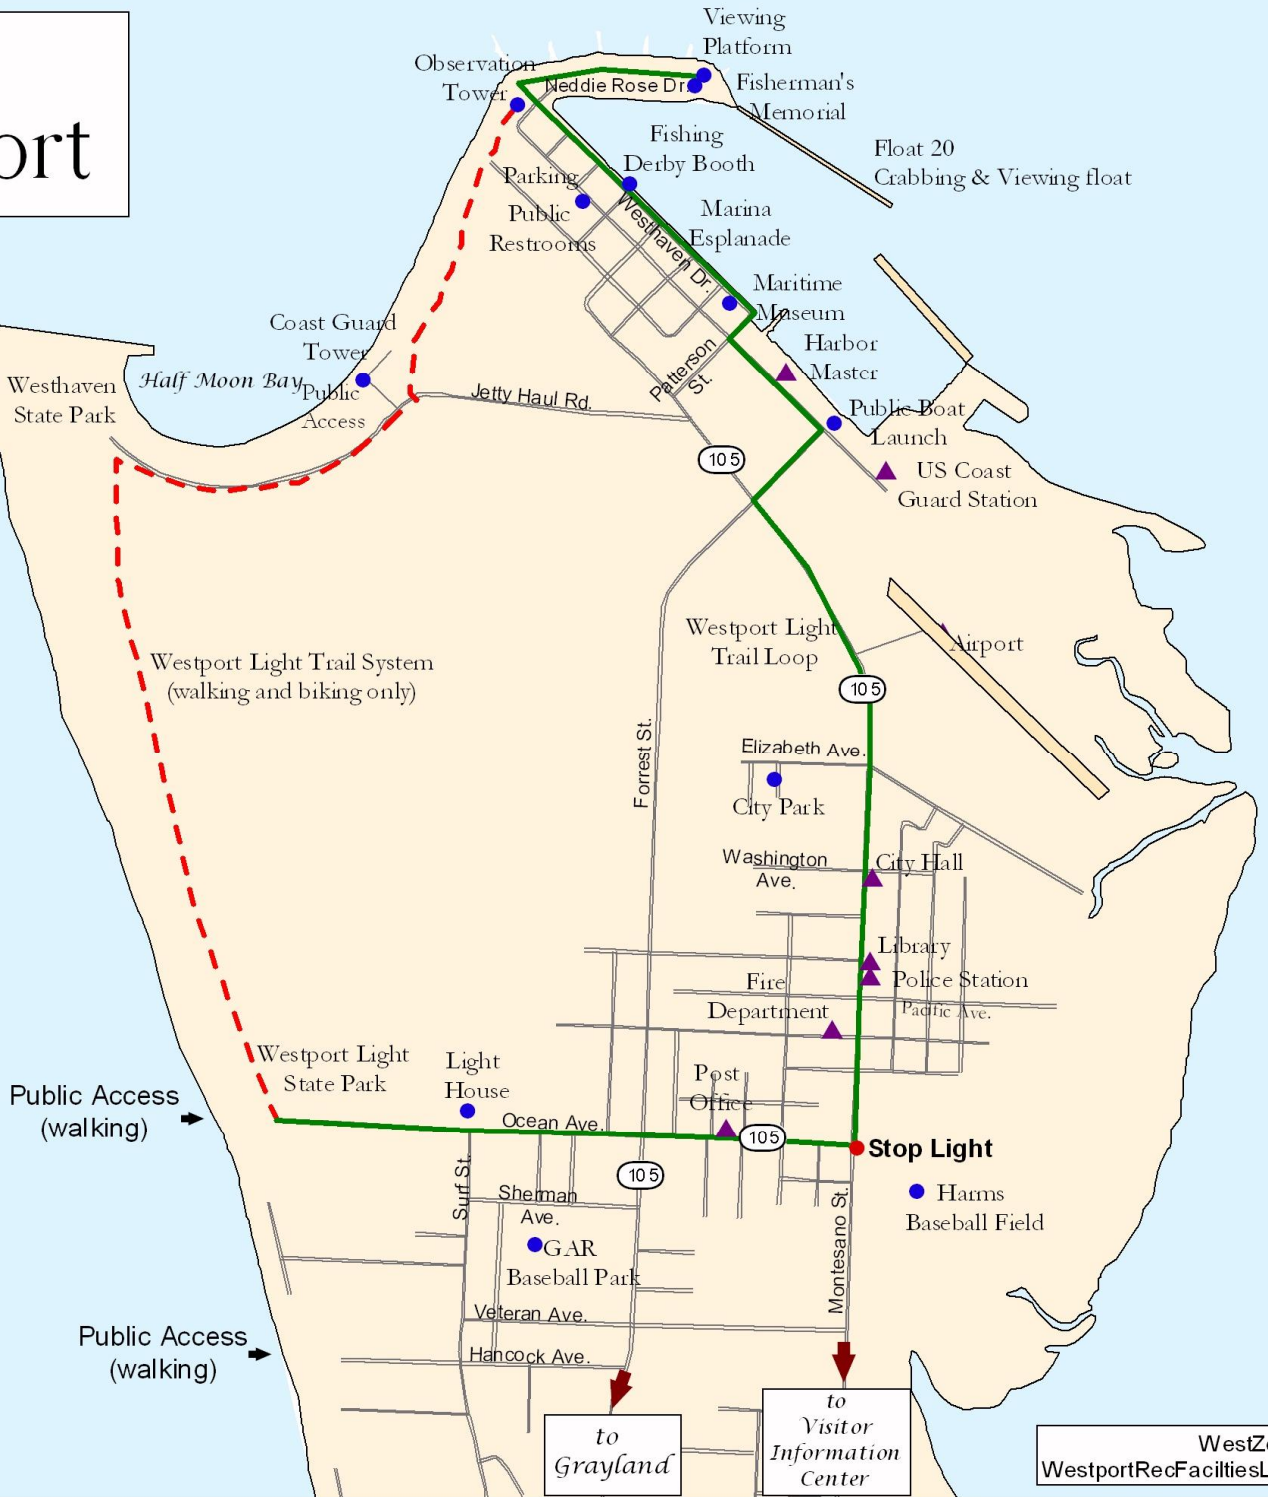 ort
Viewing
Platform
Observation
Tower
Neddie Rose Dr.
Fisherman's
Memorial
Fishing
Derby Booth
Float 20
Crabbing & Viewing float
Parking
Public
Restrooms
Westhaven Dr.
Marina
Esplanade
Maritime
Museum
Coast Guard
Tower
Harbor
Master
Westhaven
State Park
Half Moon Bay
Public
Access
Jetty Haul Rd.
Patterson
St.
Public Boat
Launch
105
US Coast
Guard Station
Westport Light
Trail Loop
Airport
Westport Light Trail System
(walking and biking only)
105
Forrest St.
Elizabeth Ave.
City Park
Washington
Ave.
City Hall
Library
Fire
Department
Police Station
Pacific Ave.
Westport Light
State Park
Light
House
Post
Office
Public Access
(walking)
Ocean Ave.
105
Stop Light
105
Surf St.
Sherman
Ave.
Harms
Baseball Field
GAR
Baseball Park
Montesano St.
Veteran Ave.
Public Access
(walking)
Hancock Ave.
to
Grayland
to
Visitor
Information
Center
WestZ
WestportRecFaciltiesL